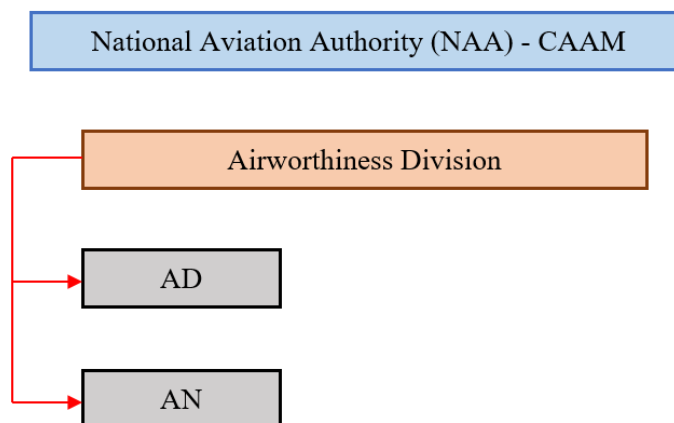 National Aviation Authority (NAA) - CAAM
Airworthiness Division
AD
AN